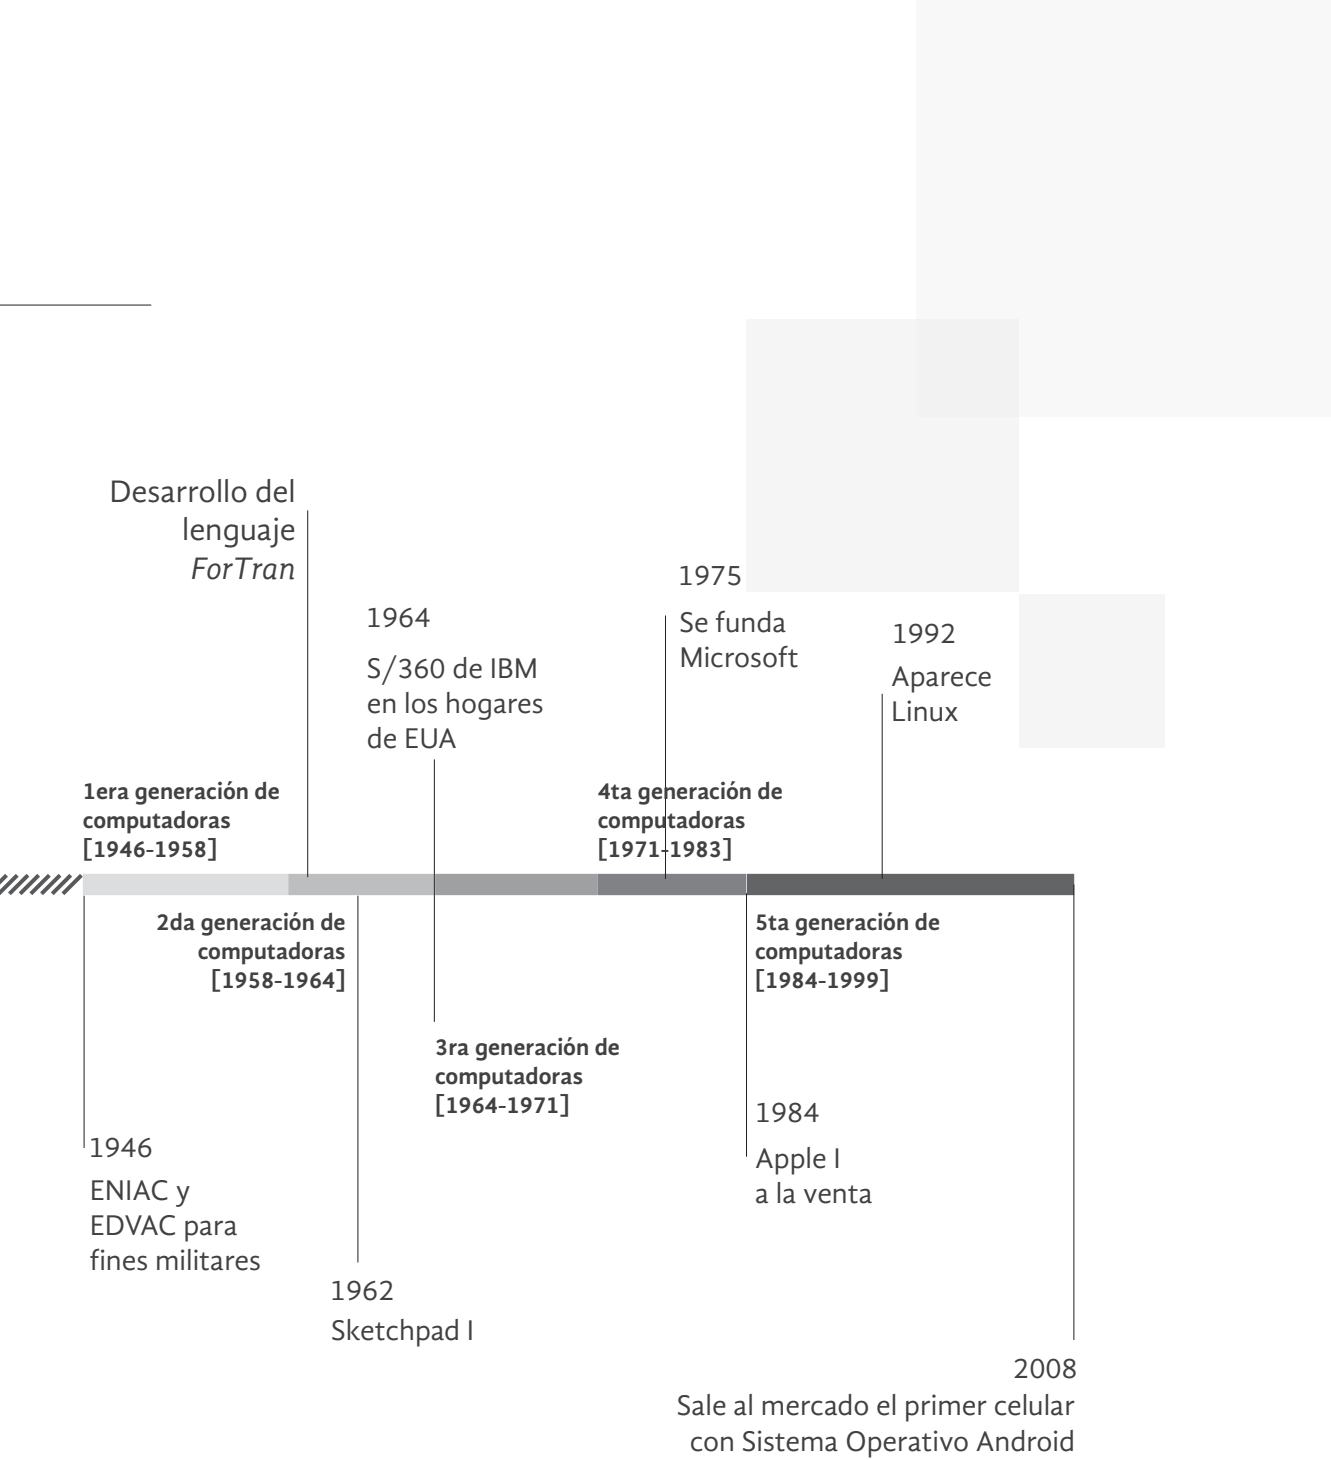 Desarrollo del
lenguaje
ForTran
1964
S/360 de IBM
en los hogares
de EUA
1975
Se funda
Microsoft
1992
Aparece
Linux
1era generación de
computadoras
[1946-1958]
4ta generación de
computadoras
[1971-1983]
2da generación de
computadoras
[1958-1964]
5ta generación de
computadoras
[1984-1999]
3ra generación de
computadoras
[1964-1971]
1946
ENIAC y
EDVAC para
fines militares
1984
Apple I
a la venta
1962
Sketchpad I
2008
Sale al mercado el primer celular
con Sistema Operativo Android